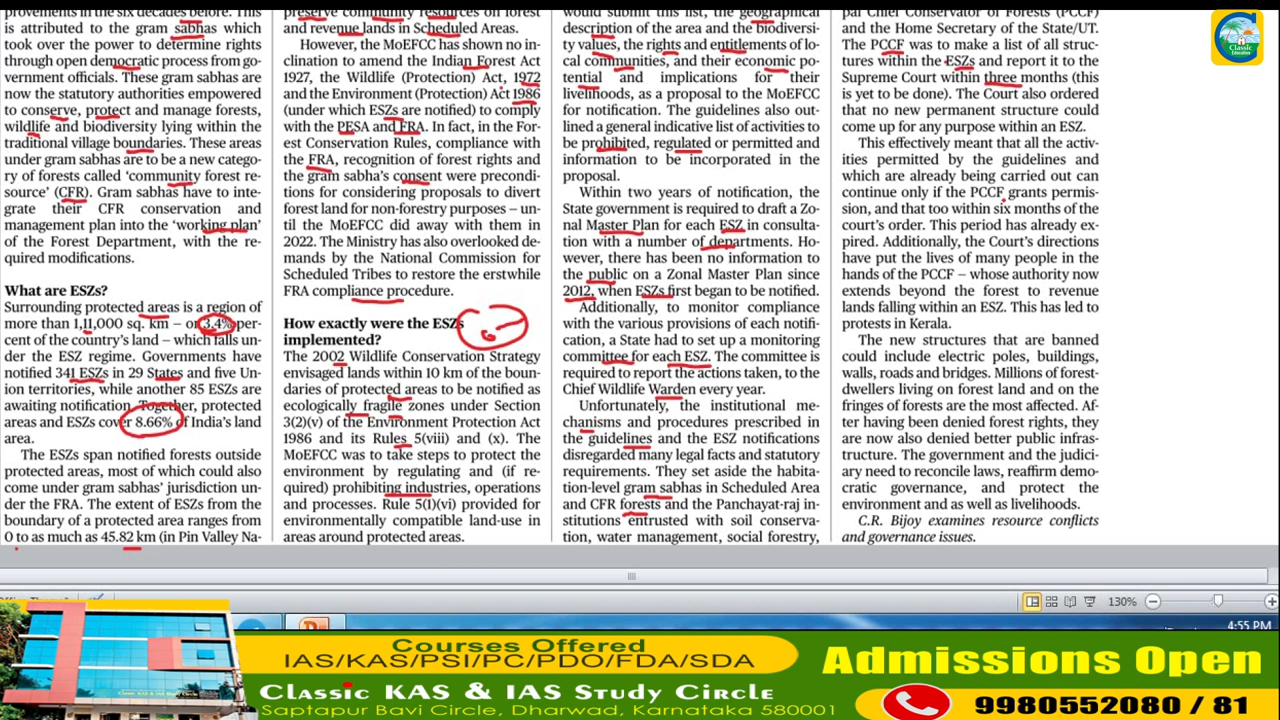 provements in the six decades before. This
is attributed to the gram sabhas which
took over the power to determine rights
through open democratic process from go-
vernment officials. These gram sabhas are
now the statutory authorities empowered
to conserve, protect and manage forests,
wildlife and biodiversity lying within the
traditional village boundaries. These areas
under gram sabhas are to be a new catego-
ry of forests called ‘community forest re-
source’ (CFR). Gram sabhas have to inte-
grate their CFR conservation and
management plan into the ‘working plan’
of the Forest Department, with the re-
quired modifications.
What are ESZs?
Surrounding protected areas is a region of
more than 1,11,000 sq. km – or 3.4% per-
cent of the country’s land – which falls un-
der the ESZ regime. Governments have
notified 341 ESZs in 29 States and five Un-
ion territories, while another 85 ESZs are
awaiting notification. Together, protected
areas and ESZs cover 8.66% of India’s land
area.
The ESZs span notified forests outside
protected areas, most of which could also
come under gram sabhas’ jurisdiction un-
der the FRA. The extent of ESZs from the
boundary of a protected area ranges from
0 to as much as 45.82 km (in Pin Valley Na-
preserve community resources on forest
and revenue lands in Scheduled Areas.
However, the MoEFCC has shown no in-
clination to amend the Indian Forest Act
1927, the Wildlife (Protection) Act, 1972
and the Environment (Protection) Act 1986
(under which ESZs are notified) to comply
with the PESA and FRA. In fact, in the For-
est Conservation Rules, compliance with
the FRA, recognition of forest rights and
the gram sabha’s consent were precondi-
tions for considering proposals to divert
forest land for non-forestry purposes – un-
til the MoEFCC did away with them in
2022. The Ministry has also overlooked de-
mands by the National Commission for
Scheduled Tribes to restore the erstwhile
FRA compliance procedure.
How exactly were the ESZs
implemented?
The 2002 Wildlife Conservation Strategy
envisaged lands within 10 km of the boun-
daries of protected areas to be notified as
ecologically fragile zones under Section
3(2)(v) of the Environment Protection Act
1986 and its Rules 5(viii) and (x). The
MoEFCC was to take steps to protect the
environment by regulating and (if re-
quired) prohibiting industries, operations
and processes. Rule 5(1)(vi) provided for
environmentally compatible land-use in
areas around protected areas.
would submit this list, the geographical
description of the area and the biodiversi-
ty values, the rights and entitlements of lo-
cal communities, and their economic po-
tential and implications for their
livelihoods, as a proposal to the MoEFCC
for notification. The guidelines also out-
lined a general indicative list of activities to
be prohibited, regulated or permitted and
information to be incorporated in the
proposal.
Within two years of notification, the
State government is required to draft a Zo-
nal Master Plan for each ESZ in consulta-
tion with a number of departments. Ho-
wever, there has been no information to
the public on a Zonal Master Plan since
2012, when ESZs first began to be notified.
Additionally, to monitor compliance
with the various provisions of each notifi-
cation, a State had to set up a monitoring
committee for each ESZ. The committee is
required to report the actions taken, to the
Chief Wildlife Warden every year.
Unfortunately, the institutional me-
chanisms and procedures prescribed in
the guidelines and the ESZ notifications
disregarded many legal facts and statutory
requirements. They set aside the habita-
tion-level gram sabhas in Scheduled Area
and CFR forests and the Panchayat-raj in-
stitutions entrusted with soil conserva-
tion, water management, social forestry,
pal Chief Conservator of Forests (PCCF)
and the Home Secretary of the State/UT.
The PCCF was to make a list of all struc-
tures within the ESZs and report it to the
Supreme Court within three months (this
is yet to be done). The Court also ordered
that no new permanent structure could
come up for any purpose within an ESZ.
This effectively meant that all the activ-
ities permitted by the guidelines and
which are already being carried out can
continue only if the PCCF grants permis-
sion, and that too within six months of the
court’s order. This period has already ex-
pired. Additionally, the Court’s directions
have put the lives of many people in the
hands of the PCCF – whose authority now
extends beyond the forest to revenue
lands falling within an ESZ. This has led to
protests in Kerala.
The new structures that are banned
could include electric poles, buildings,
walls, roads and bridges. Millions of forest-
dwellers living on forest land and on the
fringes of forests are the most affected. Af-
ter having been denied forest rights, they
are now also denied better public infras-
tructure. The government and the judici-
ary need to reconcile laws, reaffirm demo-
cratic governance, and protect the
environment and as well as livelihoods.
C.R. Bijoy examines resource conflicts
and governance issues.
Classic
Education
130%
4:55 PM
Courses Offered
IAS/KAS/PSI/PC/PDO/FDA/SDA
Classic KAS & IAS Study Circle
Saptapur Bavi Circle, Dharwad, Karnataka 580001
Admissions Open
9980552080 / 81